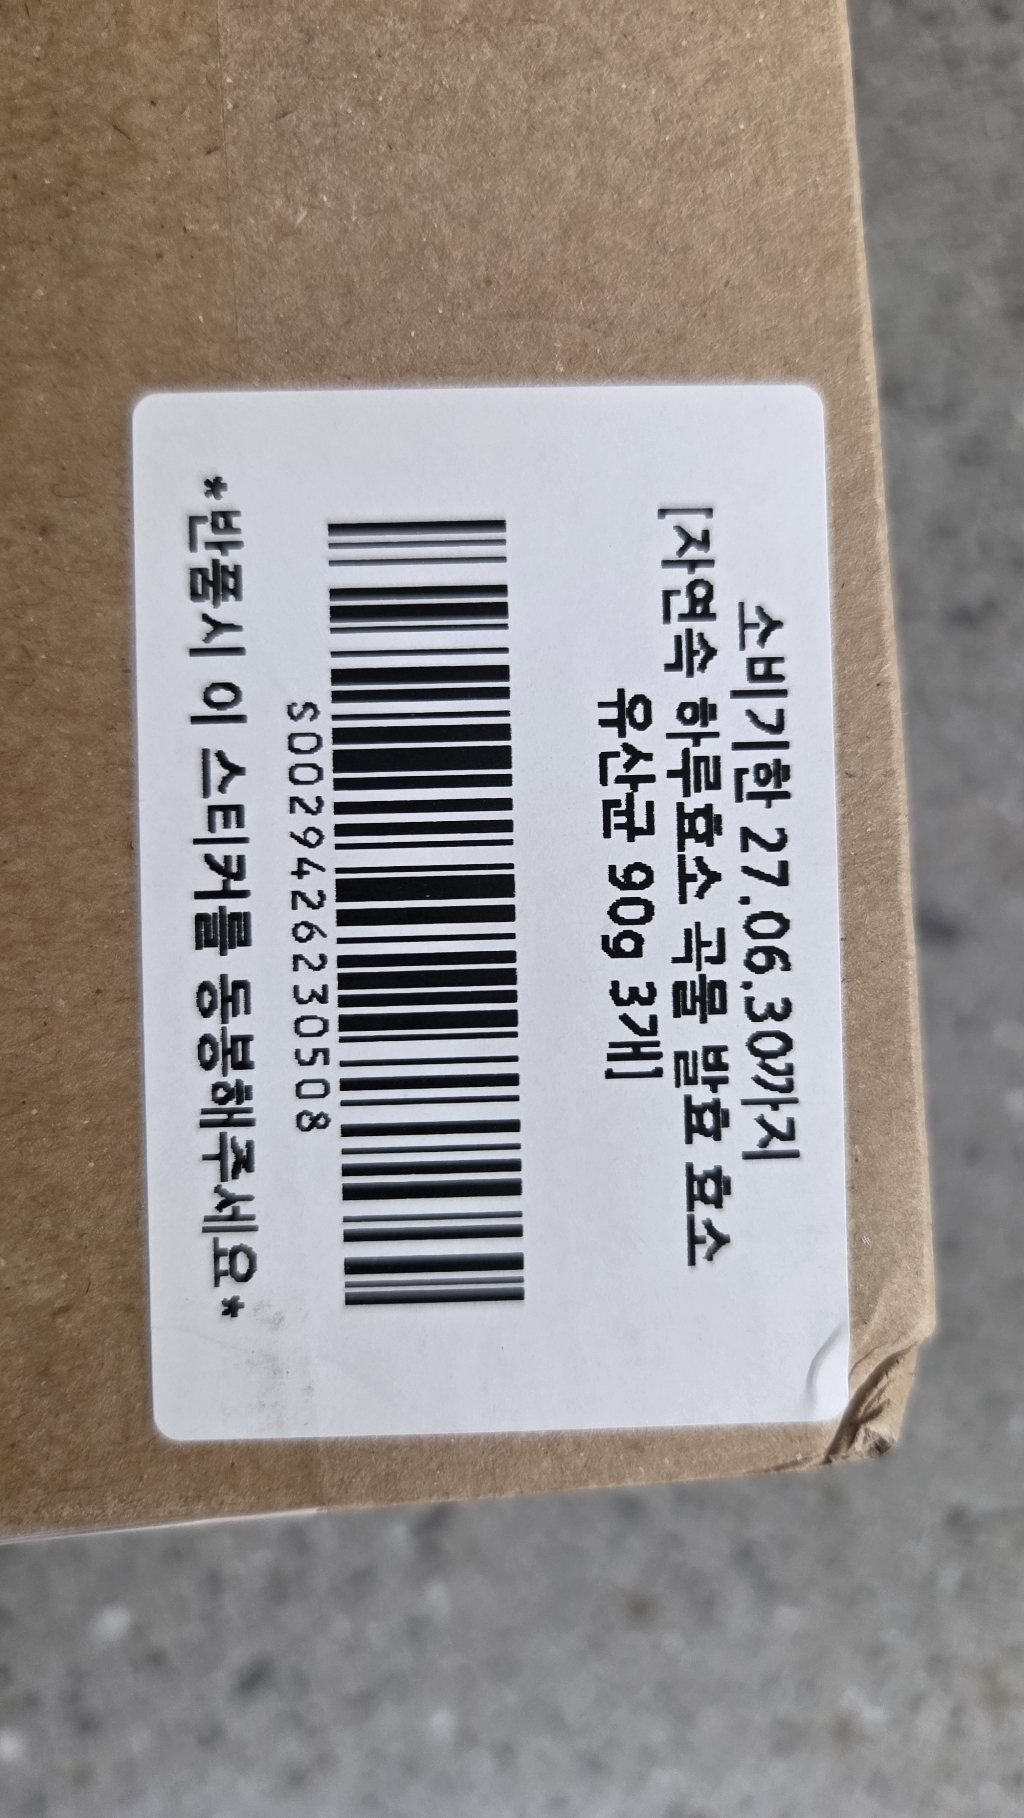 소비기한 27.06.30까지
[자연속 하루효소 곡물 발효 효소
유산균 90g 3개]
S0029426230508
*반품시 이 스티커를 동봉해주세요*